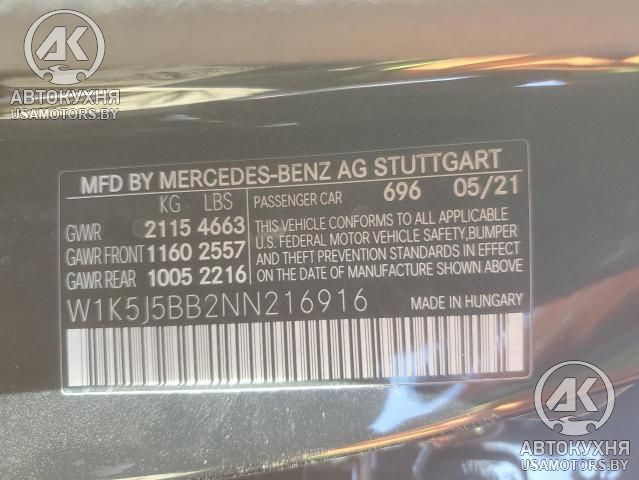 АК
АВТОКУХНЯ
USAMOTORS.BY
MFD BY MERCEDES-BENZ AG STUTTGART
KG LBS
PASSENGER CAR 696 05/21
GVWR 2115 4663
GAWR FRONT 1160 2557
GAWR REAR 1005 2216
THIS VEHICLE CONFORMS TO ALL APPLICABLE
U.S. FEDERAL MOTOR VEHICLE SAFETY, BUMPER
AND THEFT PREVENTION STANDARDS IN EFFECT
ON THE DATE OF MANUFACTURE SHOWN ABOVE.
W1K5J5BB2NN216916 MADE IN HUNGARY
АК
АВТОКУХНЯ
USAMOTORS.BY